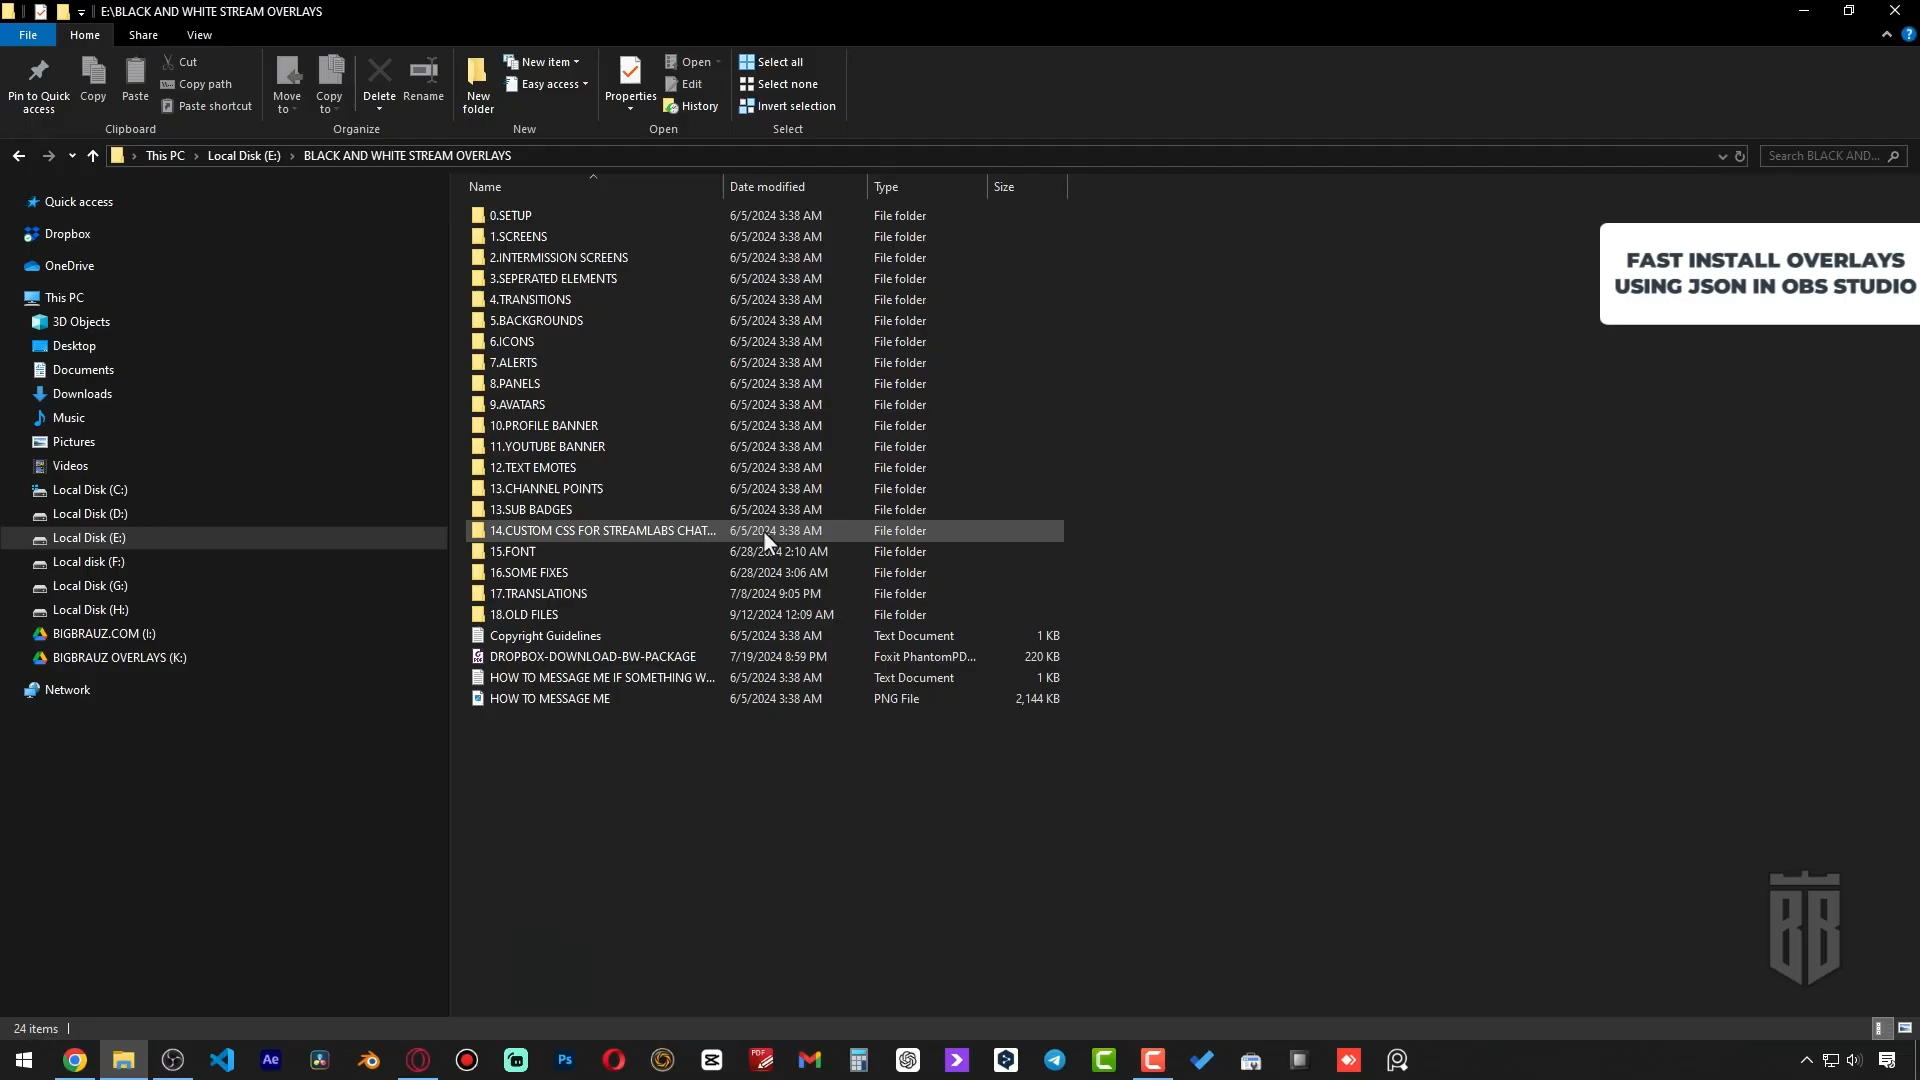 E:\BLACK AND WHITE STREAM OVERLAYS
File
Home
Share
View
Pin to Quick access
Copy
Paste
Cut
Copy path
Paste shortcut
Clipboard
Move to
Copy to
Delete
Rename
Organize
New folder
New item
Easy access
New
Properties
Open
Edit
History
Open
Select all
Select none
Invert selection
Select
This PC
Local Disk (E:)
BLACK AND WHITE STREAM OVERLAYS
Search BLACK AND...
Quick access
Dropbox
OneDrive
This PC
3D Objects
Desktop
Documents
Downloads
Music
Pictures
Videos
Local Disk (C:)
Local Disk (D:)
Local Disk (E:)
Local disk (F:)
Local Disk (G:)
Local Disk (H:)
BIGBRAUZ.COM (I:)
BIGBRAUZ OVERLAYS (K:)
Network
Name Date modified Type Size
0.SETUP 6/5/2024 3:38 AM File folder
1.SCREENS 6/5/2024 3:38 AM File folder
2.INTERMISSION SCREENS 6/5/2024 3:38 AM File folder
3.SEPERATED ELEMENTS 6/5/2024 3:38 AM File folder
4.TRANSITIONS 6/5/2024 3:38 AM File folder
5.BACKGROUNDS 6/5/2024 3:38 AM File folder
6.ICONS 6/5/2024 3:38 AM File folder
7.ALERTS 6/5/2024 3:38 AM File folder
8.PANELS 6/5/2024 3:38 AM File folder
9.AVATARS 6/5/2024 3:38 AM File folder
10.PROFILE BANNER 6/5/2024 3:38 AM File folder
11.YOUTUBE BANNER 6/5/2024 3:38 AM File folder
12.TEXT EMOTES 6/5/2024 3:38 AM File folder
13.CHANNEL POINTS 6/5/2024 3:38 AM File folder
13.SUB BADGES 6/5/2024 3:38 AM File folder
14.CUSTOM CSS FOR STREAMLABS CHAT... 6/5/2024 3:38 AM File folder
15.FONT 6/28/2024 2:10 AM File folder
16.SOME FIXES 6/28/2024 3:06 AM File folder
17.TRANSLATIONS 7/8/2024 9:05 PM File folder
18.OLD FILES 9/12/2024 12:09 AM File folder
Copyright Guidelines 6/5/2024 3:38 AM Text Document 1 KB
DROPBOX-DOWNLOAD-BW-PACKAGE 7/19/2024 8:59 PM Foxit PhantomPD... 220 KB
HOW TO MESSAGE ME IF SOMETHING W... 6/5/2024 3:38 AM Text Document 1 KB
HOW TO MESSAGE ME 6/5/2024 3:38 AM PNG File 2,144 KB
FAST INSTALL OVERLAYS
USING JSON IN OBS STUDIO
BB
24 items
Ae
Ps
PDF